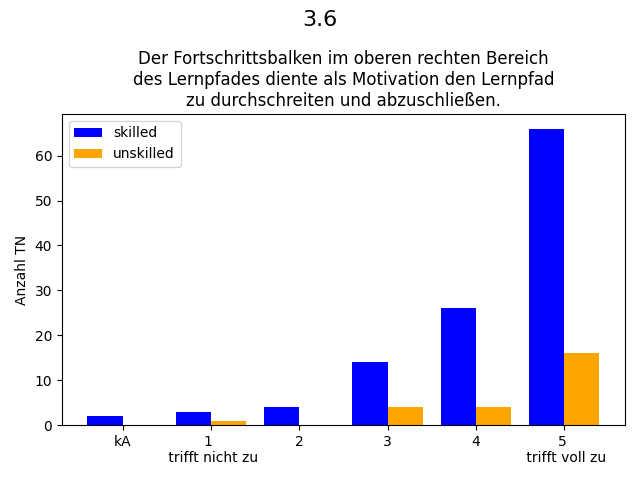 3.6
Der Fortschrittsbalken im oberen rechten Bereich
des Lernpfades diente als Motivation den Lernpfad
zu durchschreiten und abzuschließen.
skilled
unskilled
Anzahl TN
60
50
40
30
20
10
0
kA 1 2 3 4 5
trifft nicht zu trifft voll zu